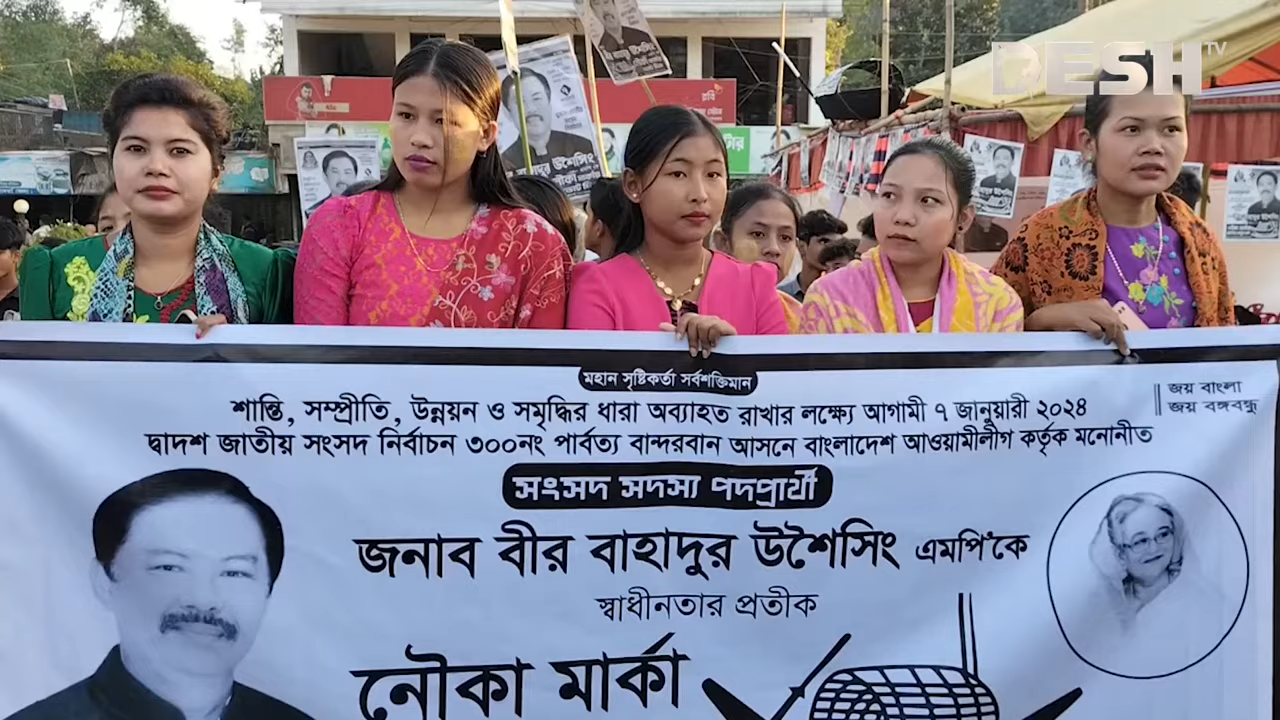 DESH TV
মহান সৃষ্টিকর্তা সর্বশক্তিমান
জয় বাংলা
জয় বঙ্গবন্ধু
শান্তি, সম্প্রীতি, উন্নয়ন ও সমৃদ্ধির ধারা অব্যাহত রাখার লক্ষ্যে আগামী ৭ জানুয়ারী ২০২৪
দ্বাদশ জাতীয় সংসদ নির্বাচন ৩০০নং পার্বত্য বান্দরবান আসনে বাংলাদেশ আওয়ামীলীগ কর্তৃক মনোনীত
সংসদ সদস্য পদপ্রার্থী
জনাব বীর বাহাদুর উশৈসিং এমপি'কে
স্বাধীনতার প্রতীক
নৌকা মার্কা